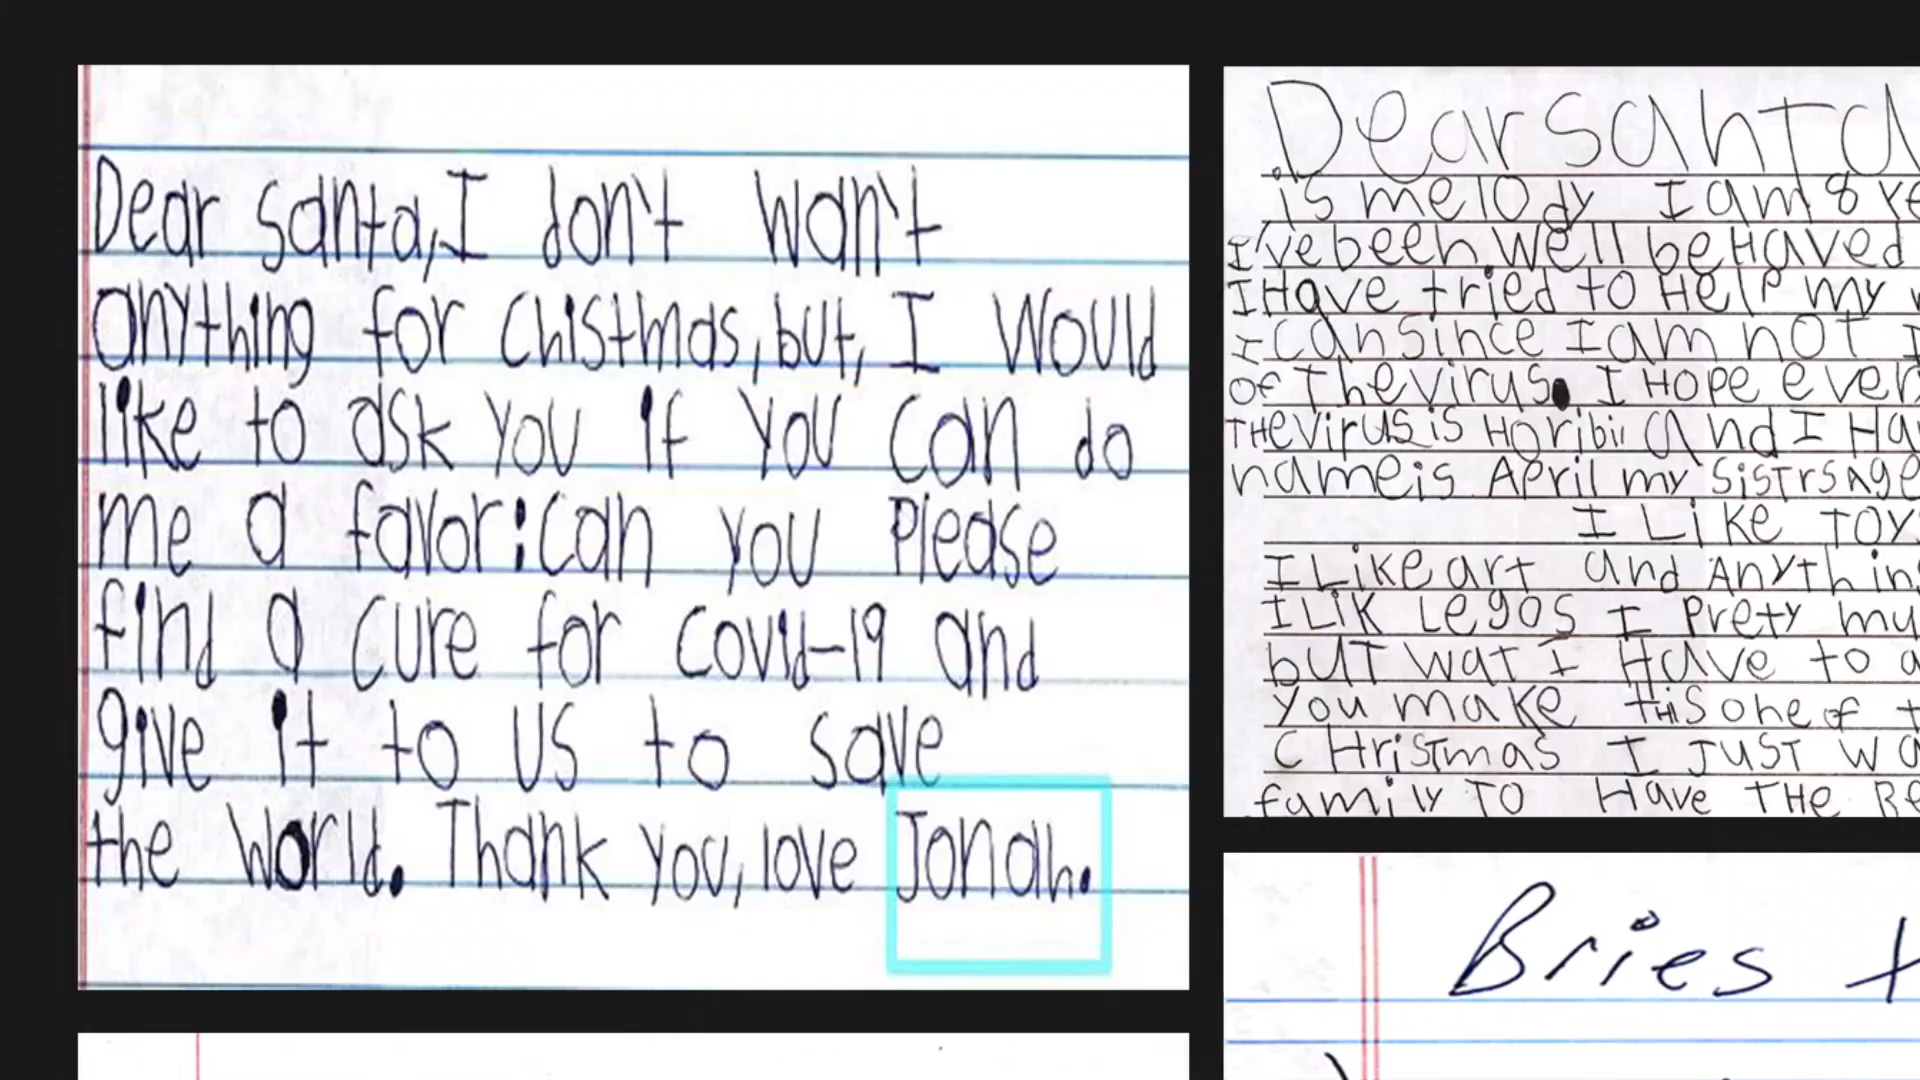 Dear Santa, I don't wan't
anything for Chistmas, but, I would
like to ask you if you can do
me a favor: can you Please
find a cure for Covid-19 and
give it to us to save
the World. Thank you, love Jonah.
Dear santa
is melody I am 8
I've been well beHaved
I Have tried to Help my
I can since I am not
of the virus. I HOPE
THe virus is HOribil and I
name is April my SisTrs Age
I LiKe
I LiKe art and ANYthin
I LiK Legos I Prety
buT wat I Have to
you make THiS one of
CHrisTmas I JUST
family TO Have THe
Bries